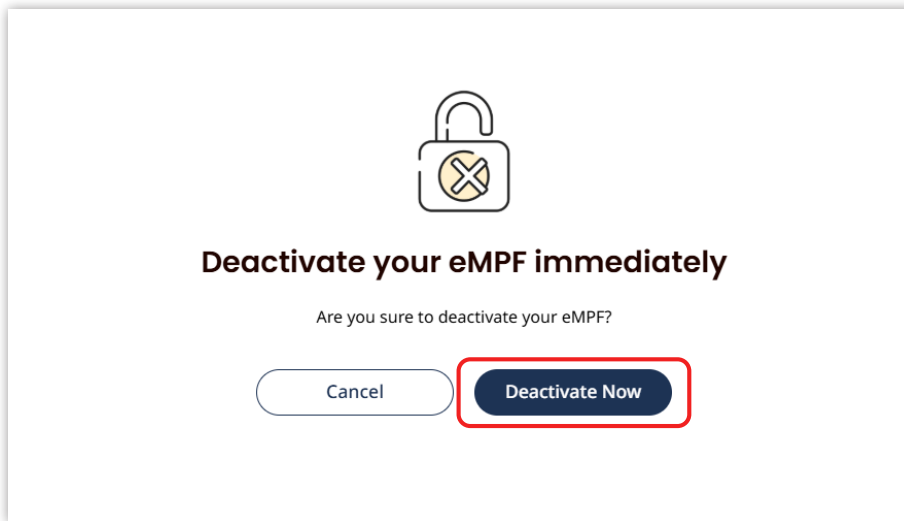 Deactivate your eMPF immediately
Are you sure to deactivate your eMPF?
Cancel
Deactivate Now